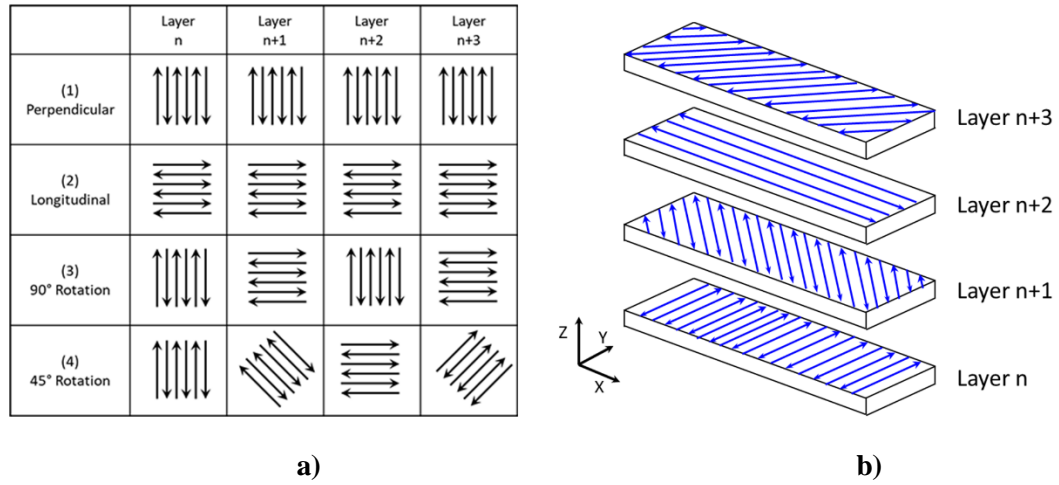 Layer
n
Layer
n+1
Layer
n+2
Layer
n+3
(1)
Perpendicular
(2)
Longitudinal
(3)
90° Rotation
(4)
45° Rotation
a)
Layer n+3
Layer n+2
Layer n+1
Layer n
Z
Y
X
b)